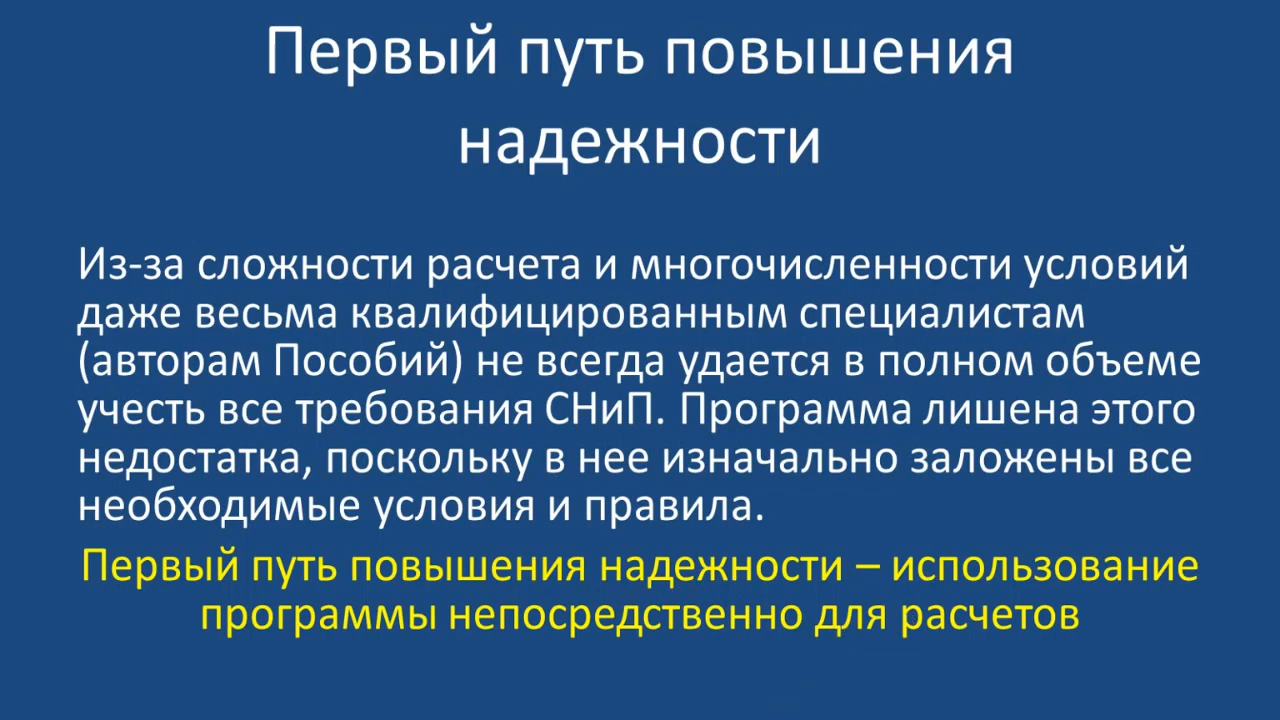 Первый путь повышения
надежности
Из-за сложности расчета и многочисленности условий
даже весьма квалифицированным специалистам
(авторам Пособий) не всегда удается в полном объеме
учесть все требования СНиП. Программа лишена этого
недостатка, поскольку в нее изначально заложены все
необходимые условия и правила.
Первый путь повышения надежности – использование
программы непосредственно для расчетов